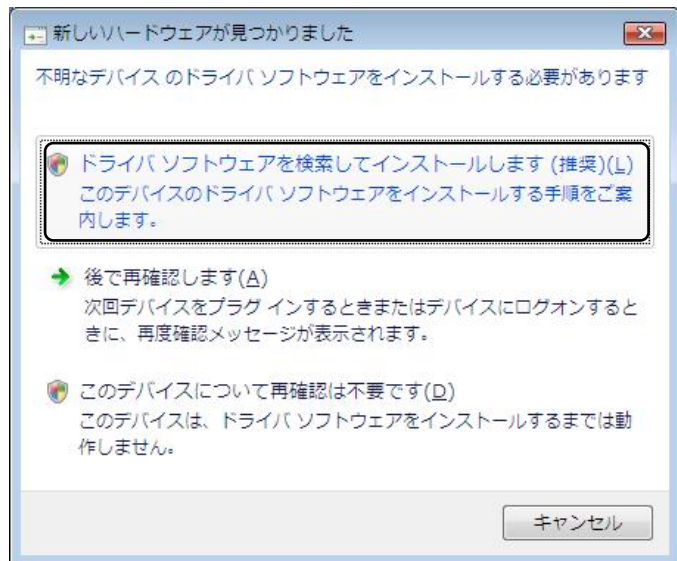 新しいハードウェアが見つかりました
不明なデバイス のドライバ ソフトウェアをインストールする必要があります
ドライバ ソフトウェアを検索してインストールします (推奨)(L)
このデバイスのドライバ ソフトウェアをインストールする手順をご案
内します。
後で再確認します(A)
次回デバイスをプラグ インするときまたはデバイスにログオンすると
きに、再度確認メッセージが表示されます。
このデバイスについて再確認は不要です(D)
このデバイスは、ドライバ ソフトウェアをインストールするまでは動
作しません。
キャンセル